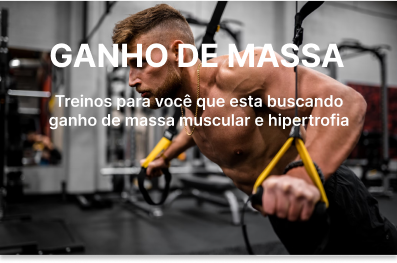 GANHO DE MASSA
Treinos para você que esta buscando
ganho de massa muscular e hipertrofia